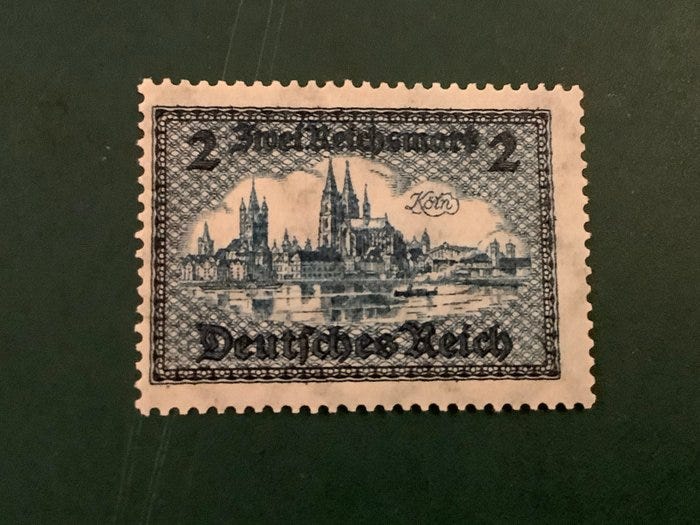 2 Zwei Reichsmark 2
Köln
Deutſches Reich